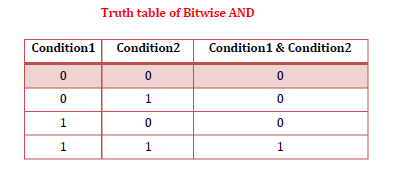 Truth table of Bitwise AND
Condition1 Condition2 Condition1 & Condition2
0 0 0
0 1 0
1 0 0
1 1 1